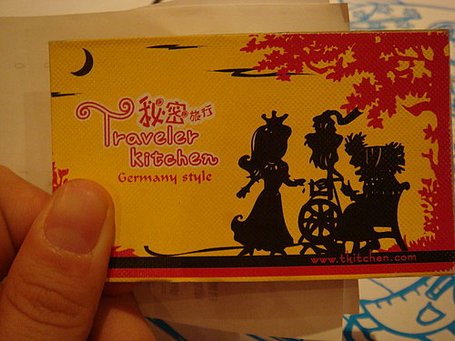 秘密旅行
Traveler
kitchen
Germany style
www.tkitchen.com